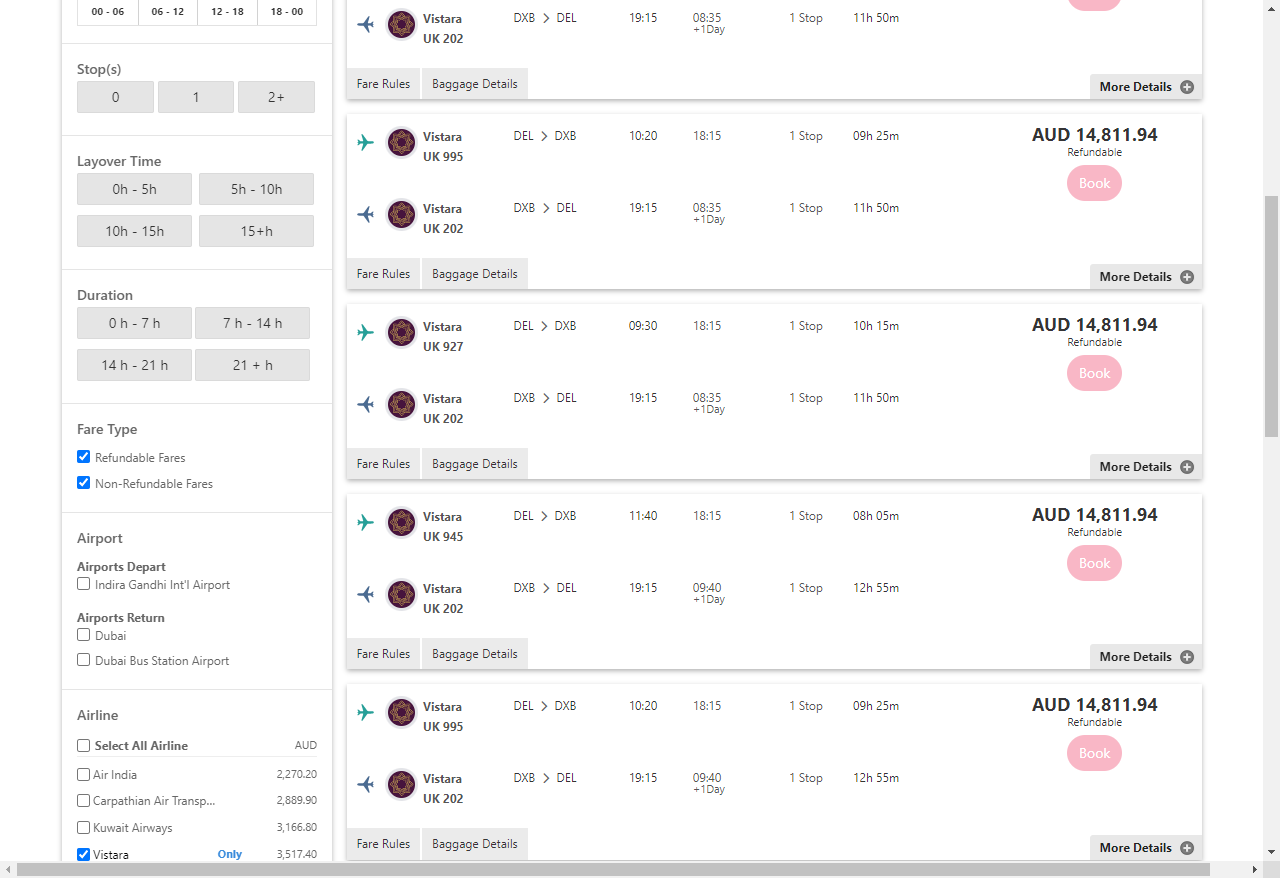 00 - 06 06 - 12 12 - 18 18 - 00
Stop(s)
0 1 2+
Layover Time
0h - 5h 5h - 10h
10h - 15h 15+h
Duration
0 h - 7 h 7 h - 14 h
14 h - 21 h 21 + h
Fare Type
Refundable Fares
Non-Refundable Fares
Airport
Airports Depart
Indira Gandhi Int'l Airport
Airports Return
Dubai
Dubai Bus Station Airport
Airline
Select All Airline AUD
Air India 2,270.20
Carpathian Air Transp... 2,889.90
Kuwait Airways 3,166.80
Vistara Only 3,517.40
Vistara DXB > DEL 19:15 08:35 1 Stop 11h 50m
UK 202 +1Day
Fare Rules Baggage Details More Details
Vistara DEL > DXB 10:20 18:15 1 Stop 09h 25m AUD 14,811.94
UK 995 Refundable
Book
Vistara DXB > DEL 19:15 08:35 1 Stop 11h 50m
UK 202 +1Day
Fare Rules Baggage Details More Details
Vistara DEL > DXB 09:30 18:15 1 Stop 10h 15m AUD 14,811.94
UK 927 Refundable
Book
Vistara DXB > DEL 19:15 08:35 1 Stop 11h 50m
UK 202 +1Day
Fare Rules Baggage Details More Details
Vistara DEL > DXB 11:40 18:15 1 Stop 08h 05m AUD 14,811.94
UK 945 Refundable
Book
Vistara DXB > DEL 19:15 09:40 1 Stop 12h 55m
UK 202 +1Day
Fare Rules Baggage Details More Details
Vistara DEL > DXB 10:20 18:15 1 Stop 09h 25m AUD 14,811.94
UK 995 Refundable
Book
Vistara DXB > DEL 19:15 09:40 1 Stop 12h 55m
UK 202 +1Day
Fare Rules Baggage Details More Details